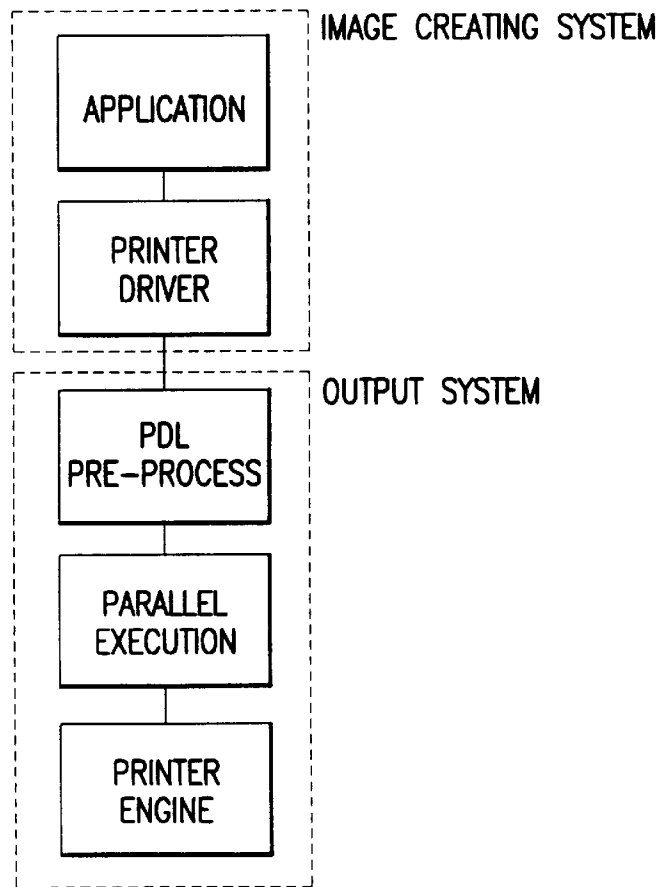 IMAGE CREATING SYSTEM
APPLICATION
PRINTER
DRIVER
OUTPUT SYSTEM
PDL
PRE-PROCESS
PARALLEL
EXECUTION
PRINTER
ENGINE